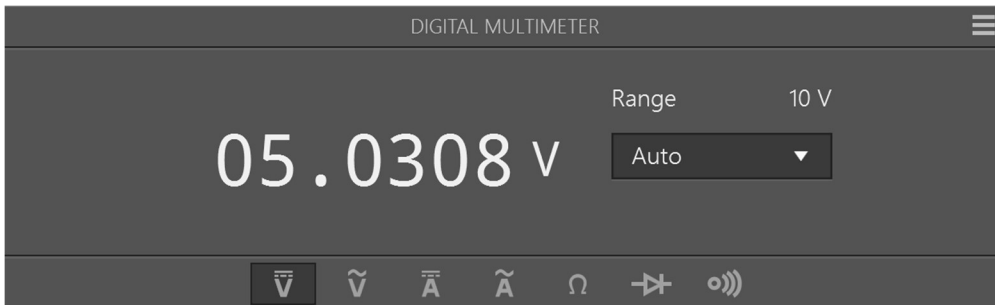 DIGITAL MULTIMETER
Range 10 V
05.0308 V
Auto
V V A A Ω